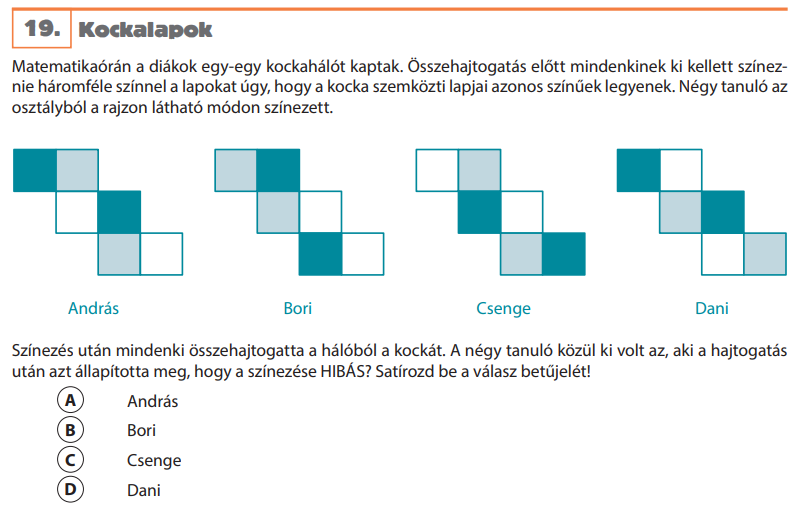 19. Kockalapok
Matematikaórán a diákok egy-egy kockahálót kaptak. Összehajtogatás előtt mindenkinek ki kellett színez-
nie háromféle színnel a lapokat úgy, hogy a kocka szemközti lapjai azonos színűek legyenek. Négy tanuló az
osztályból a rajzon látható módon színezett.
András Bori Csenge Dani
Színezés után mindenki összehajtogatta a hálóból a kockát. A négy tanuló közül ki volt az, aki a hajtogatás
után azt állapította meg, hogy a színezése HIBÁS? Satírozd be a válasz betűjelét!
A András
B Bori
C Csenge
D Dani